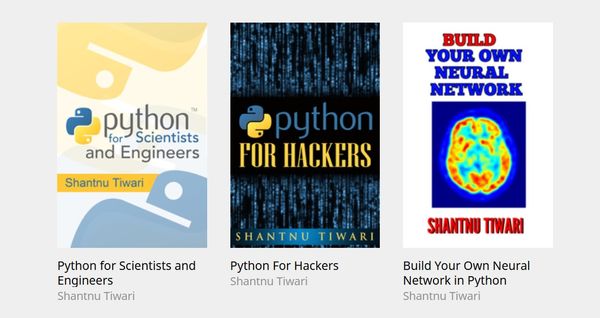 python™
for Scientists
and Engineers
Shantnu Tiwari
Python for Scientists and
Engineers
Shantnu Tiwari
python
FOR HACKERS
SHANTNU TIWARI
Python For Hackers
Shantnu Tiwari
BUILD
YOUR OWN
NEURAL
NETWORK
SHANTNU TIWARI
Build Your Own Neural
Network in Python
Shantnu Tiwari